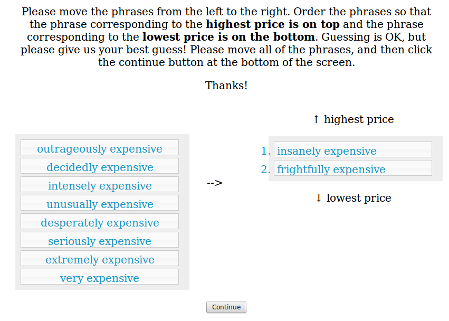 Please move the phrases from the left to the right. Order the phrases so that
the phrase corresponding to the highest price is on top and the phrase
corresponding to the lowest price is on the bottom. Guessing is OK, but
please give us your best guess! Please move all of the phrases, and then click
the continue button at the bottom of the screen.
Thanks!
outrageously expensive
decidedly expensive
intensely expensive
unusually expensive
desperately expensive
seriously expensive
extremely expensive
very expensive
-->
↑ highest price
1. insanely expensive
2. frightfully expensive
↓ lowest price
Continue